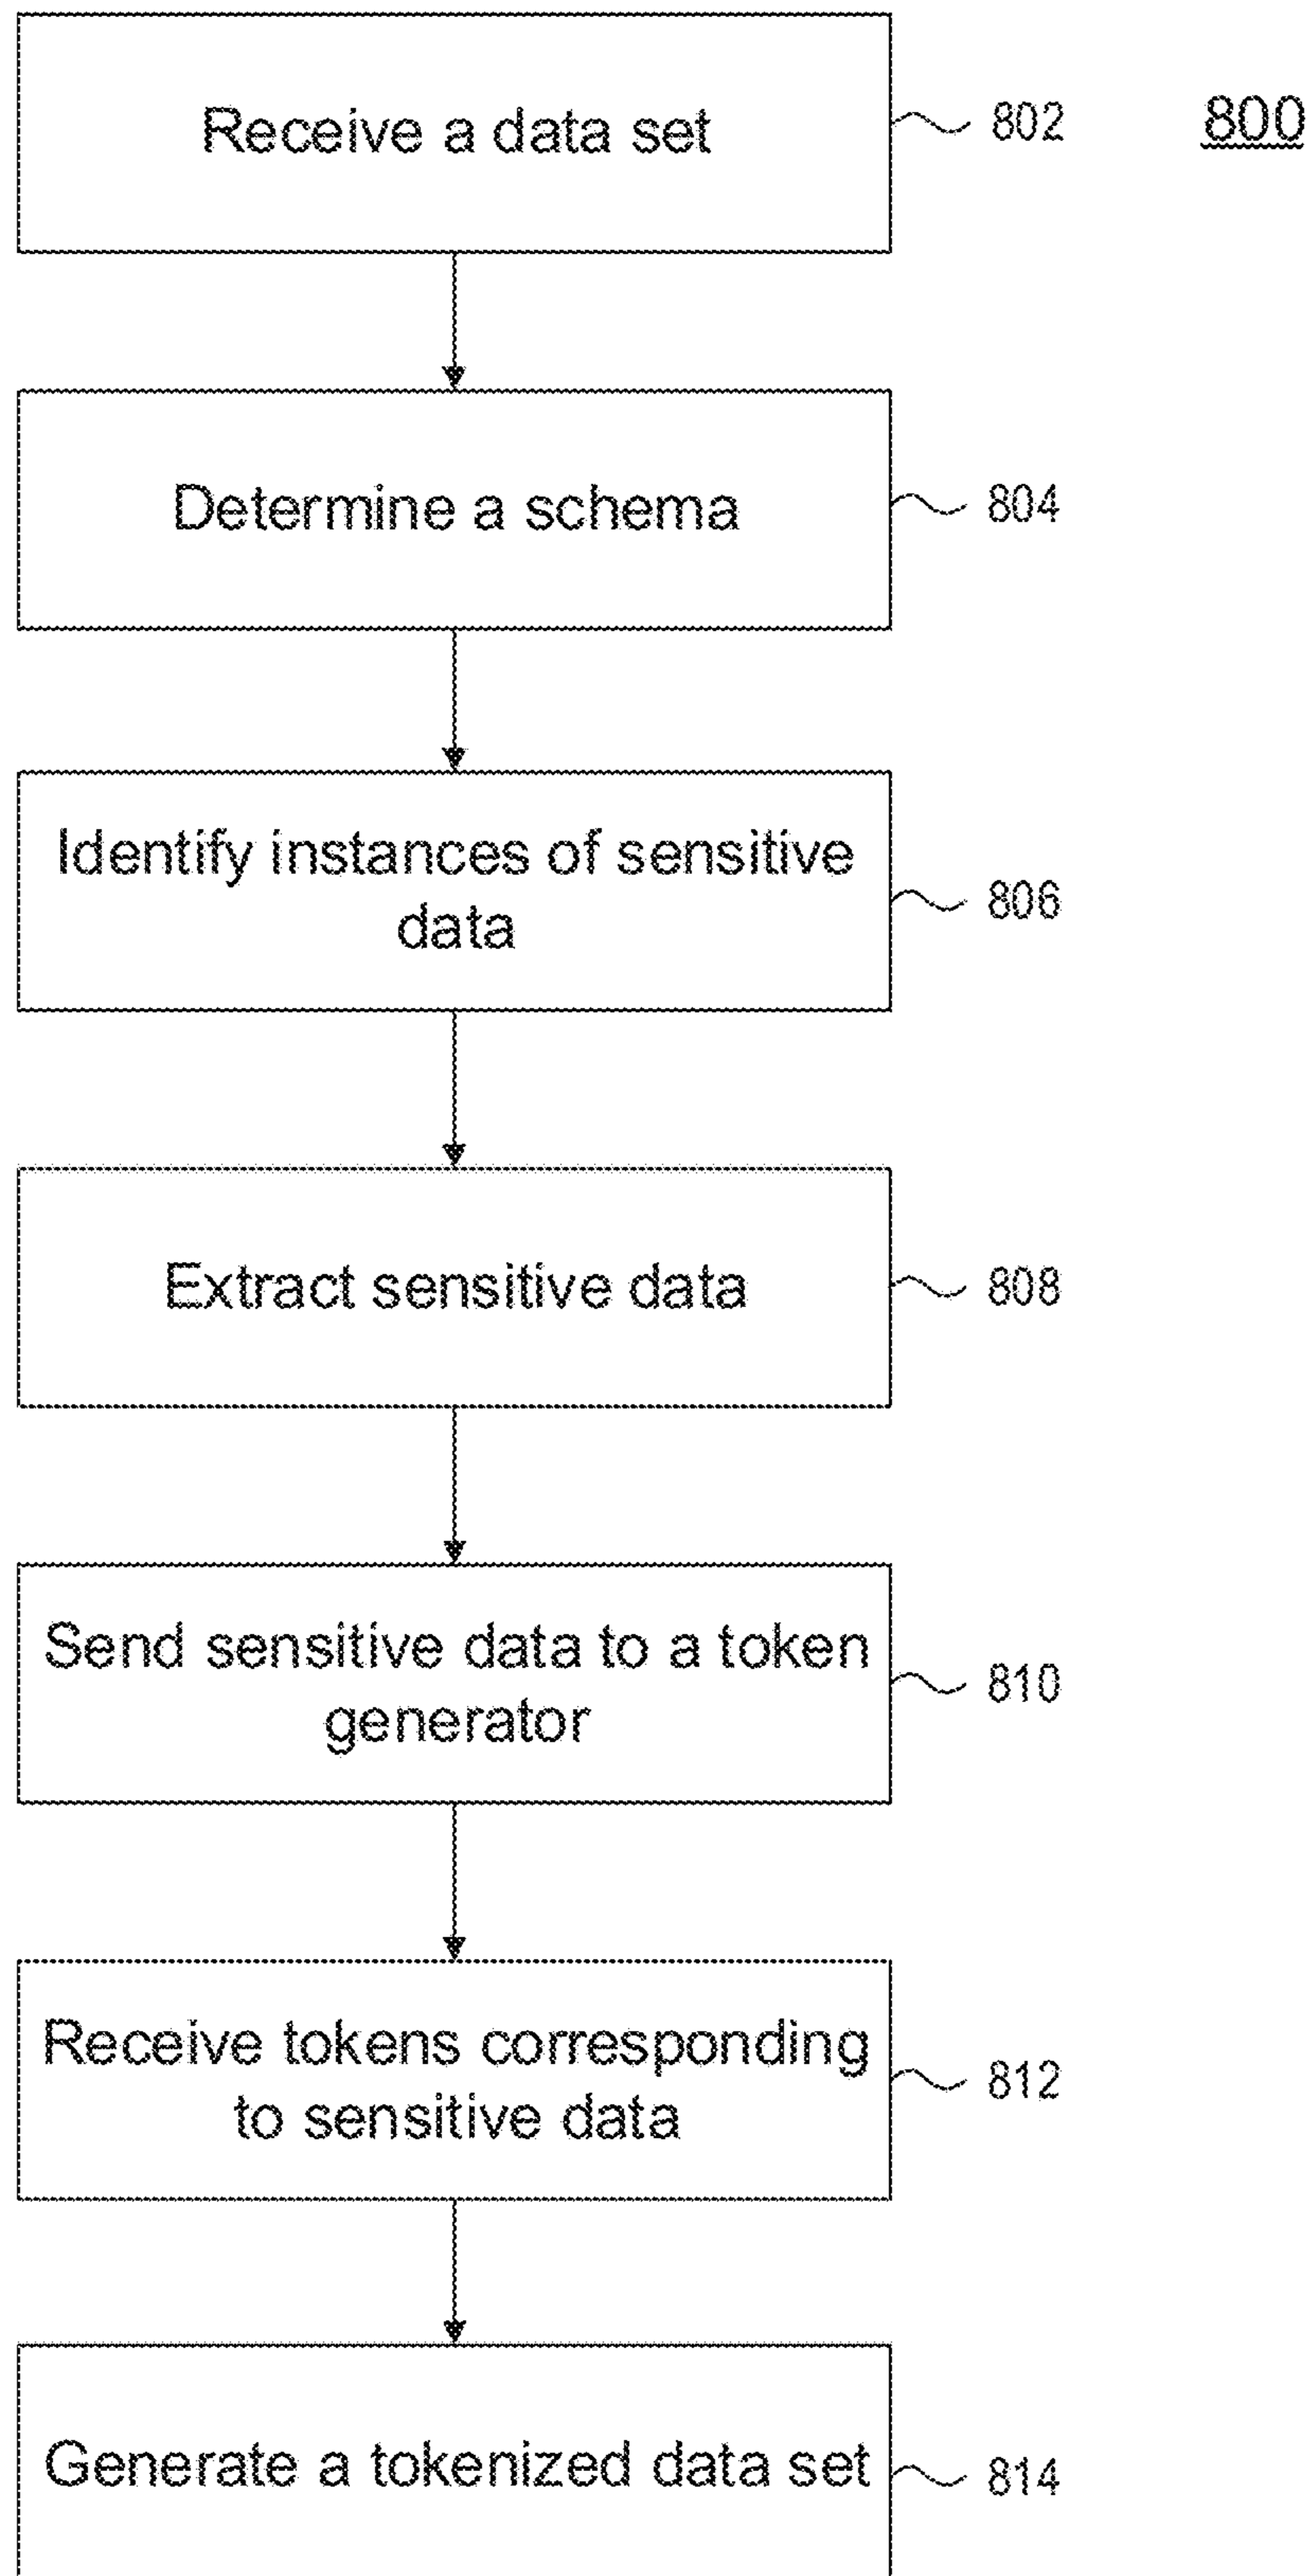 Receive a data set
802
800
Determine a schema
804
Identify instances of sensitive
data
806
Extract sensitive data
808
Send sensitive data to a token
generator
810
Receive tokens corresponding
to sensitive data
812
Generate a tokenized data set
814